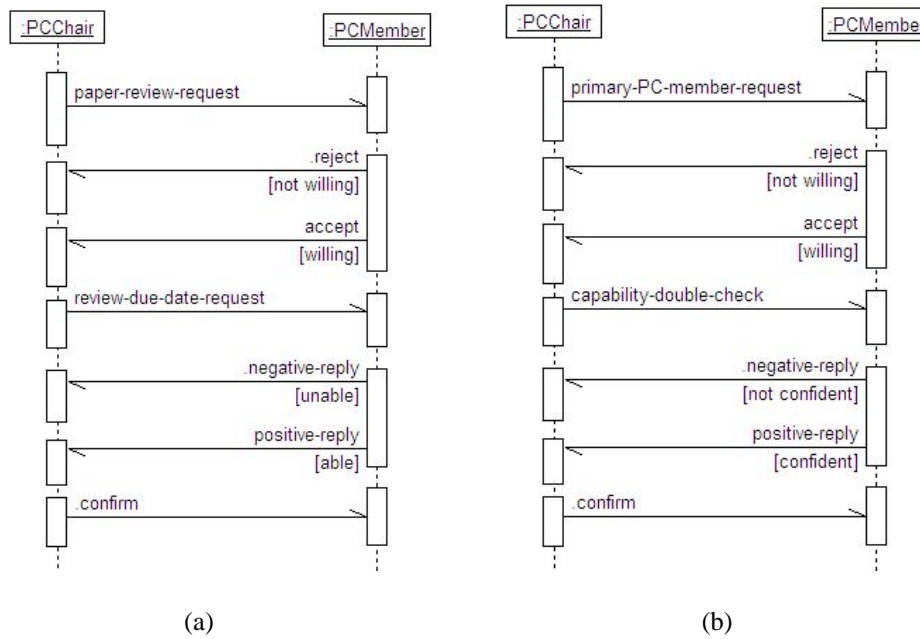 :PCChair
:PCMember
paper-review-request
.reject
[not willing]
accept
[willing]
review-due-date-request
.negative-reply
[unable]
positive-reply
[able]
.confirm
(a)
:PCChair
:PCMember
primary-PC-member-request
.reject
[not willing]
accept
[willing]
capability-double-check
.negative-reply
[not confident]
positive-reply
[confident]
.confirm
(b)